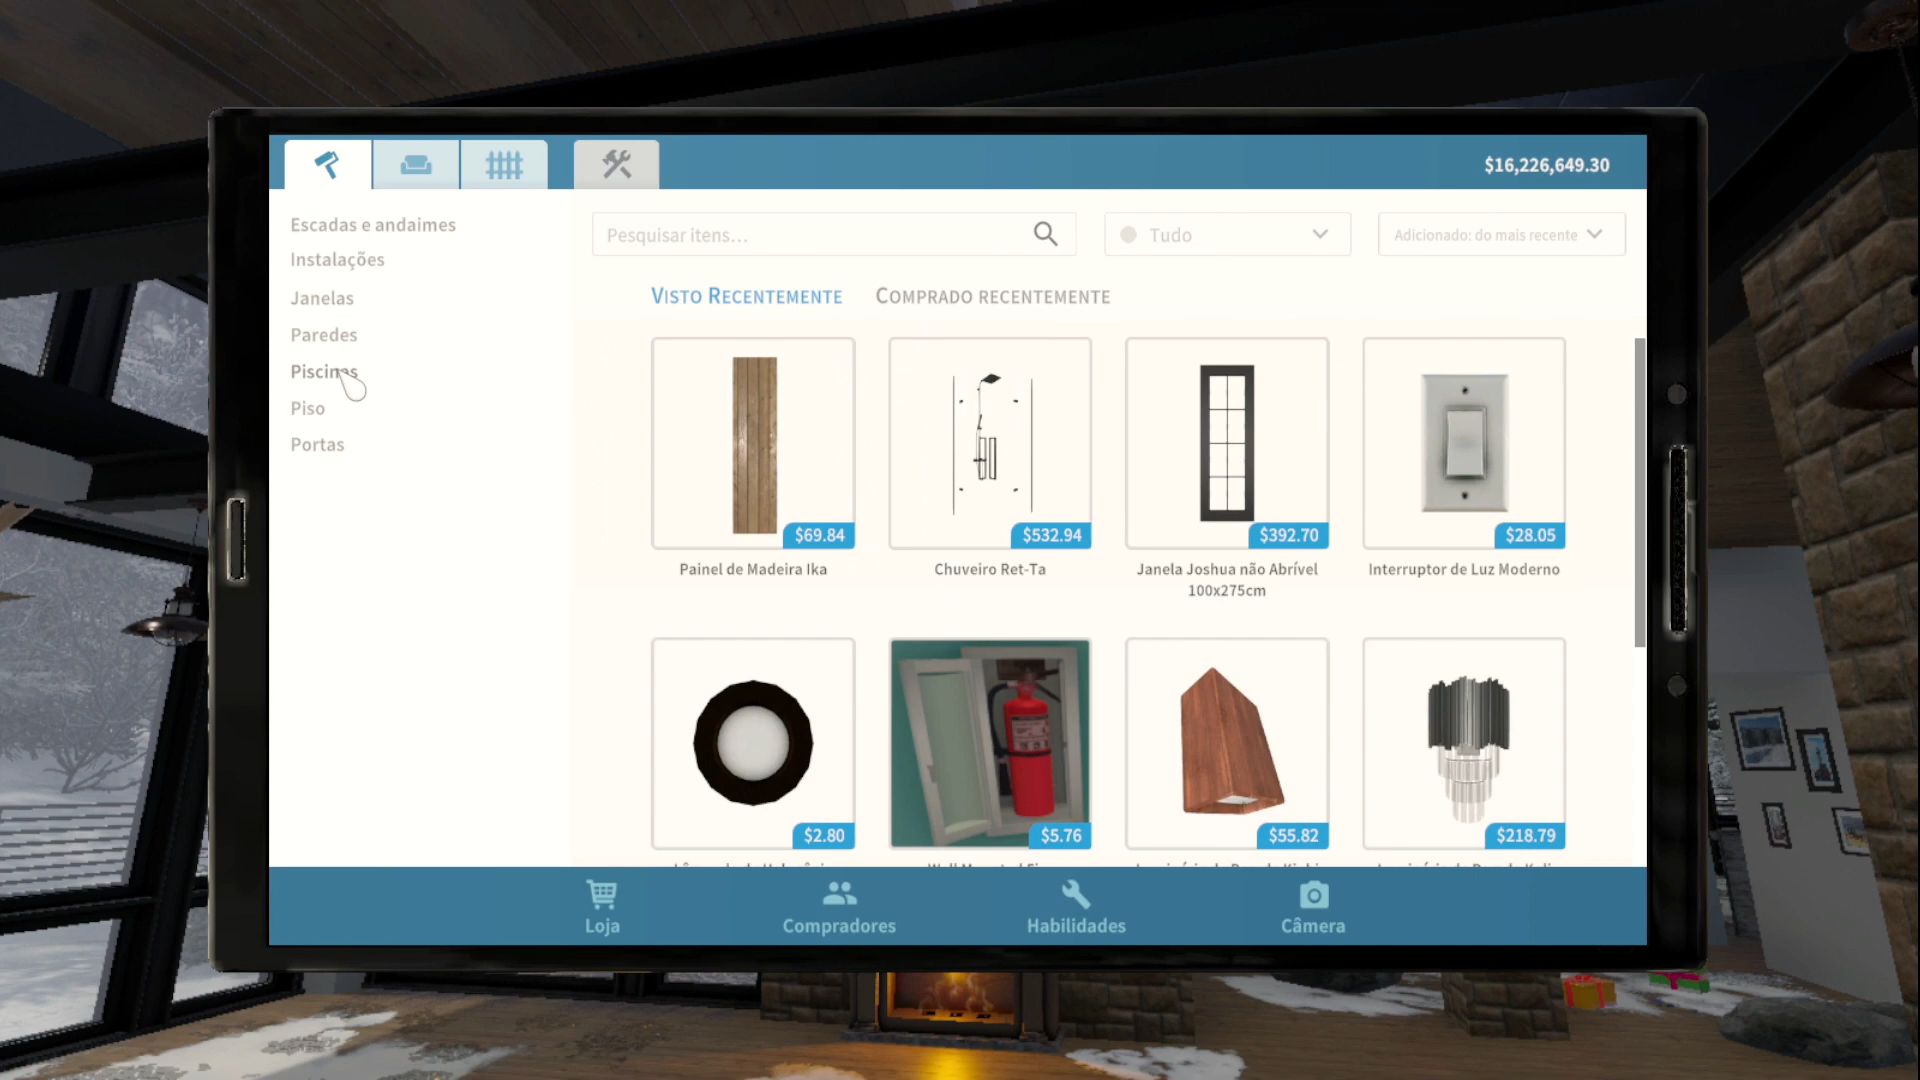 $16,226,649.30
Escadas e andaimes
Instalações
Janelas
Paredes
Piscinas
Piso
Portas
Pesquisar itens...
Tudo
Adicionado: do mais recente
VISTO RECENTEMENTE
COMPRADO RECENTEMENTE
$69.84
$532.94
$392.70
$28.05
Painel de Madeira Ika
Chuveiro Ret-Ta
Janela Joshua não Abrível
100x275cm
Interruptor de Luz Moderno
$2.80
$5.76
$55.82
$218.79
Loja
Compradores
Habilidades
Câmera